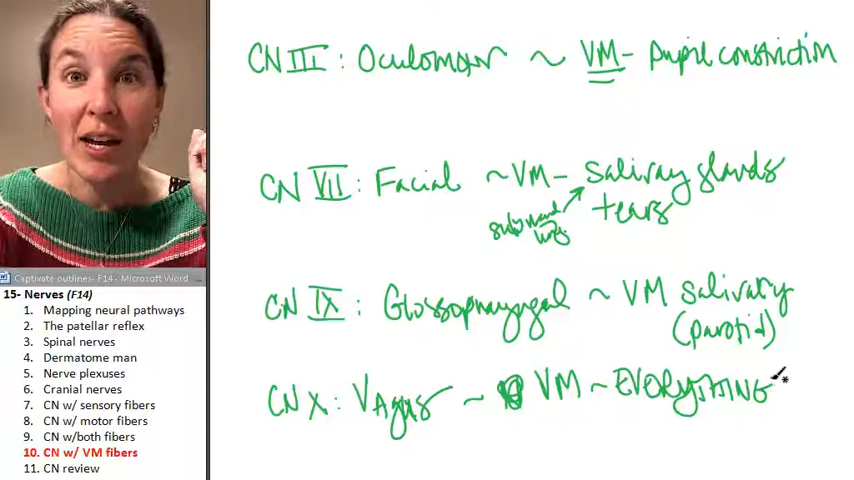 CN III : Oculomotor ~ VM- pupil constriction
CN VII : Facial ~VM- salivary glands
tears
CN IX : Glossopharyngeal ~ VM salivary
(parotid)
CN X : Vagus ~ VM ~ EVERYTHING
Captivate outlines- F14 - Microsoft Word
15- Nerves (F14)
1. Mapping neural pathways
2. The patellar reflex
3. Spinal nerves
4. Dermatome man
5. Nerve plexuses
6. Cranial nerves
7. CN w/ sensory fibers
8. CN w/ motor fibers
9. CN w/both fibers
10. CN w/ VM fibers
11. CN review